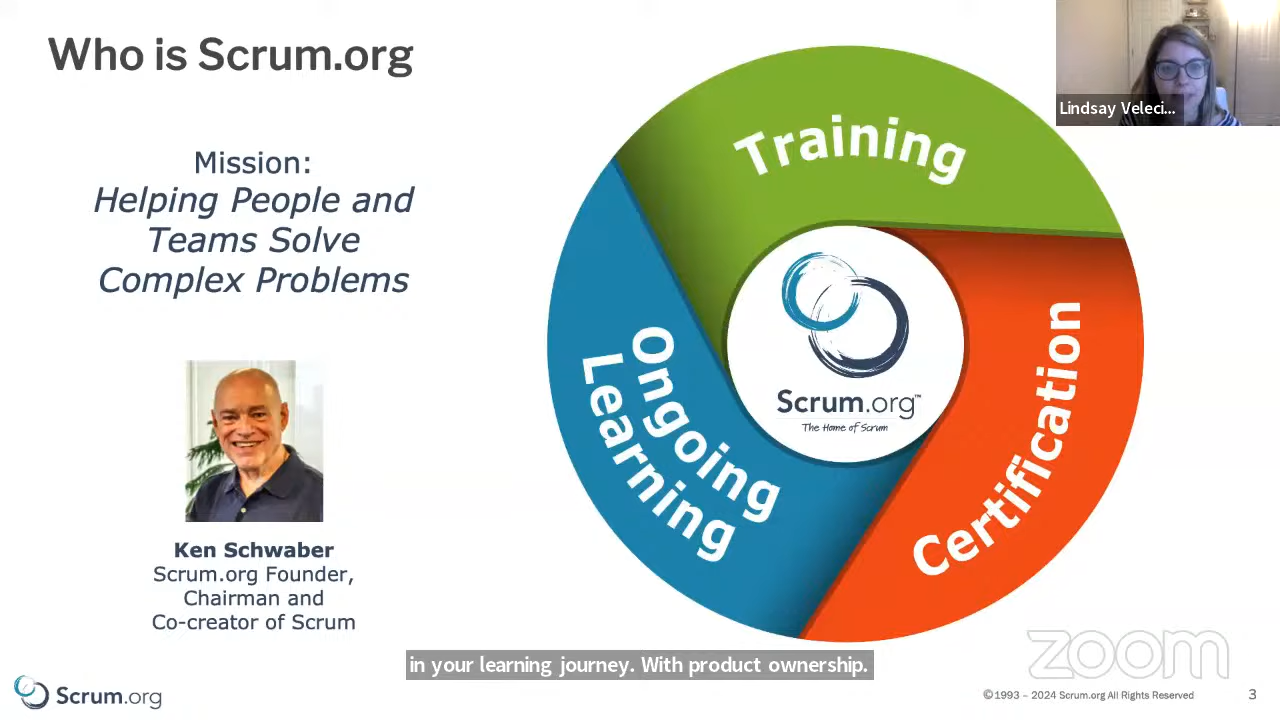 Who is Scrum.org
Lindsay Veleci...
Mission:
Helping People and
Teams Solve
Complex Problems
Training
Certification
Ongoing
Learning
Scrum.org™
The Home of Scrum
Ken Schwaber
Scrum.org Founder,
Chairman and
Co-creator of Scrum
in your learning journey. With product ownership.
zoom
Scrum.org
©1993 – 2024 Scrum.org All Rights Reserved
3